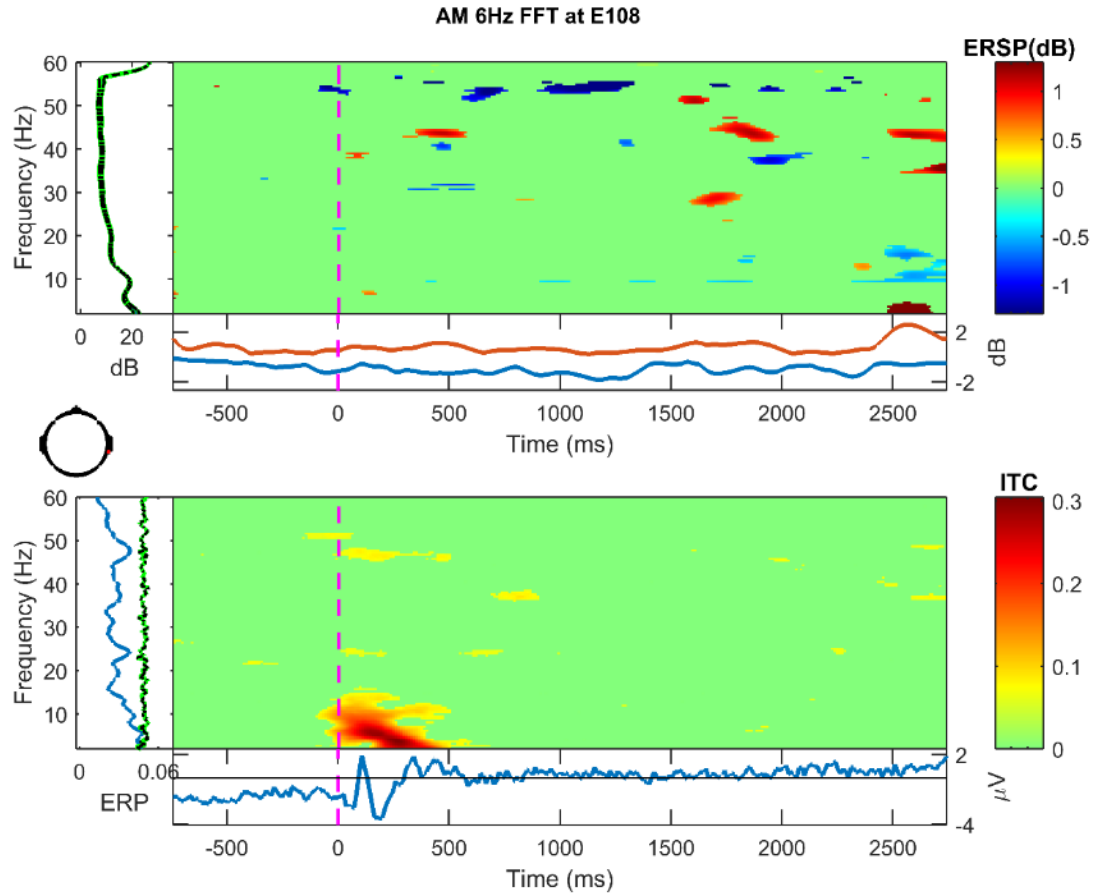 AM 6Hz FFT at E108
ERSP(dB)
Frequency (Hz)
60
50
40
30
20
10
1
0.5
0
-0.5
-1
0 20
dB
2
-2
dB
-500 0 500 1000 1500 2000 2500
Time (ms)
ITC
Frequency (Hz)
60
50
40
30
20
10
0.3
0.2
0.1
0
0 0.06
ERP
2
-4
μV
-500 0 500 1000 1500 2000 2500
Time (ms)